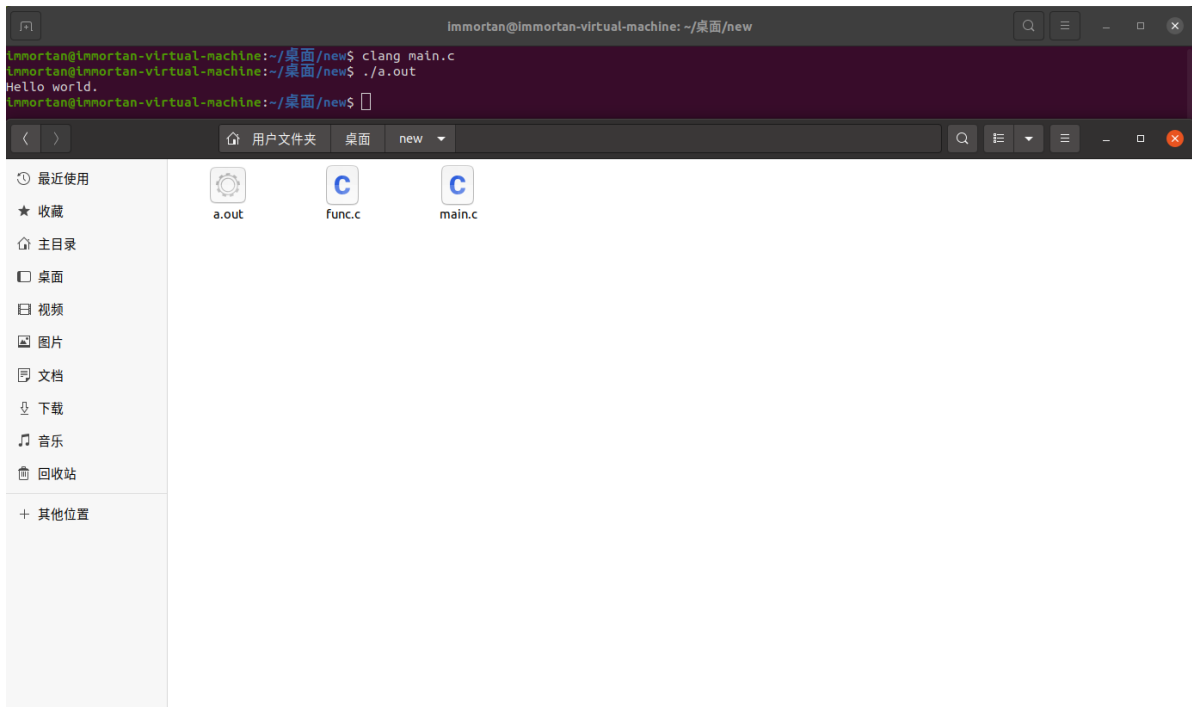 immortan@immortan-virtual-machine: ~/桌面/new
immortan@immortan-virtual-machine:~/桌面/new$ clang main.c
immortan@immortan-virtual-machine:~/桌面/new$ ./a.out
Hello world.
immortan@immortan-virtual-machine:~/桌面/new$
用户文件夹 桌面 new
最近使用
收藏
主目录
桌面
视频
图片
文档
下载
音乐
回收站
其他位置
a.out func.c main.c